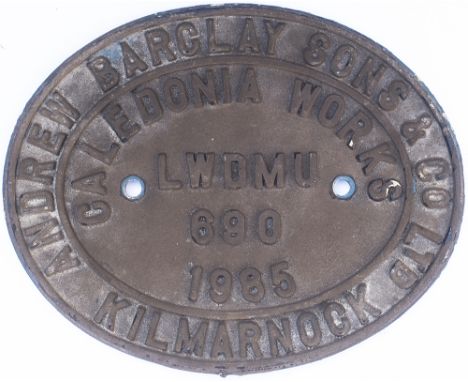 ANDREW BARCLAY SONS & CO LTD
CALEDONIA WORKS
LWDMU
690
1985
KILMARNOCK